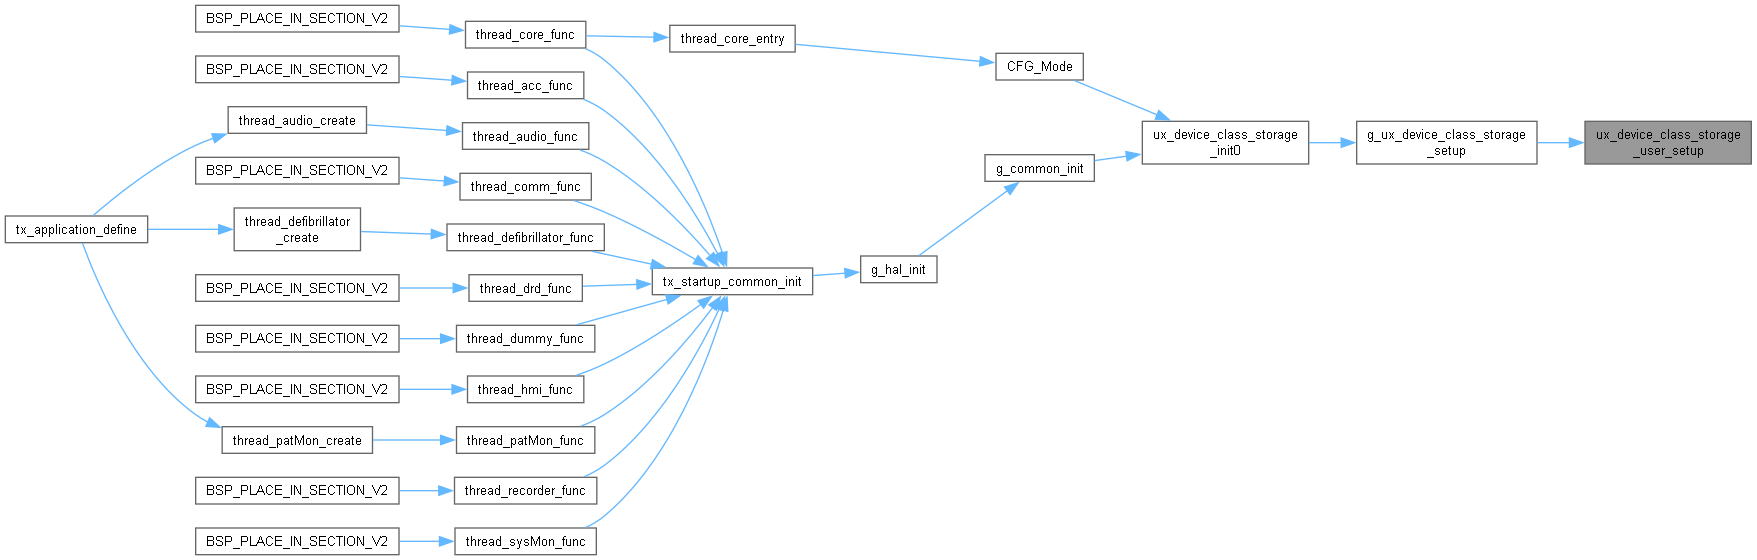 BSP_PLACE_IN_SECTION_V2
thread_core_func
thread_core_entry
CFG_Mode
BSP_PLACE_IN_SECTION_V2
thread_acc_func
thread_audio_create
thread_audio_func
ux_device_class_storage
_init0
g_ux_device_class_storage
_setup
ux_device_class_storage
_user_setup
BSP_PLACE_IN_SECTION_V2
thread_comm_func
g_common_init
tx_application_define
thread_defibrillator
_create
thread_defibrillator_func
g_hal_init
BSP_PLACE_IN_SECTION_V2
thread_drd_func
tx_startup_common_init
BSP_PLACE_IN_SECTION_V2
thread_dummy_func
BSP_PLACE_IN_SECTION_V2
thread_hmi_func
thread_patMon_create
thread_patMon_func
BSP_PLACE_IN_SECTION_V2
thread_recorder_func
BSP_PLACE_IN_SECTION_V2
thread_sysMon_func